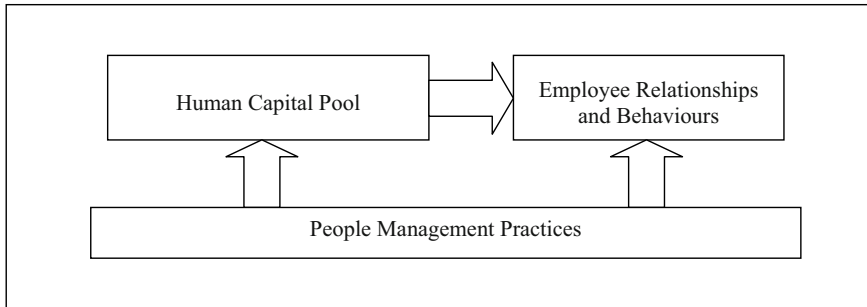 Human Capital Pool
Employee Relationships
and Behaviours
People Management Practices